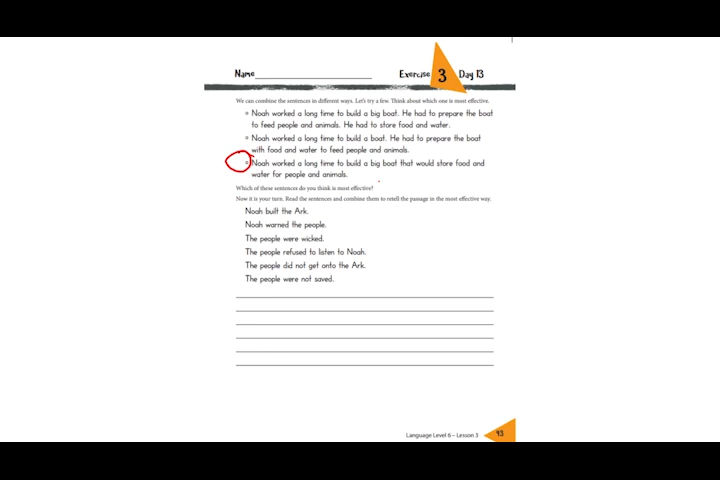 Name
Exercise 3 Day 13
We can combine the sentences in different ways. Let's try a few. Think about which one is most effective.
Noah worked a long time to build a big boat. He had to prepare the boat
to feed people and animals. He had to store food and water.
Noah worked a long time to build a boat. He had to prepare the boat
with food and water to feed people and animals.
Noah worked a long time to build a big boat that would store food and
water for people and animals.
Which of these sentences do you think is most effective?
Now it is your turn. Read the sentences and combine them to retell the passage in the most effective way.
Noah built the Ark.
Noah warned the people.
The people were wicked.
The people refused to listen to Noah.
The people did not get onto the Ark.
The people were not saved.
Language Level 6 – Lesson 3 93